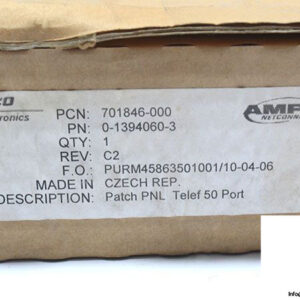 PCN: 701846-000
PN: 0-1394060-3
QTY: 1
REV: C2
F.O.: PURM45863501001/10-04-06
MADE IN CZECH REP.
DESCRIPTION: Patch PNL Telef 50 Port
AMP
NETCONNECT